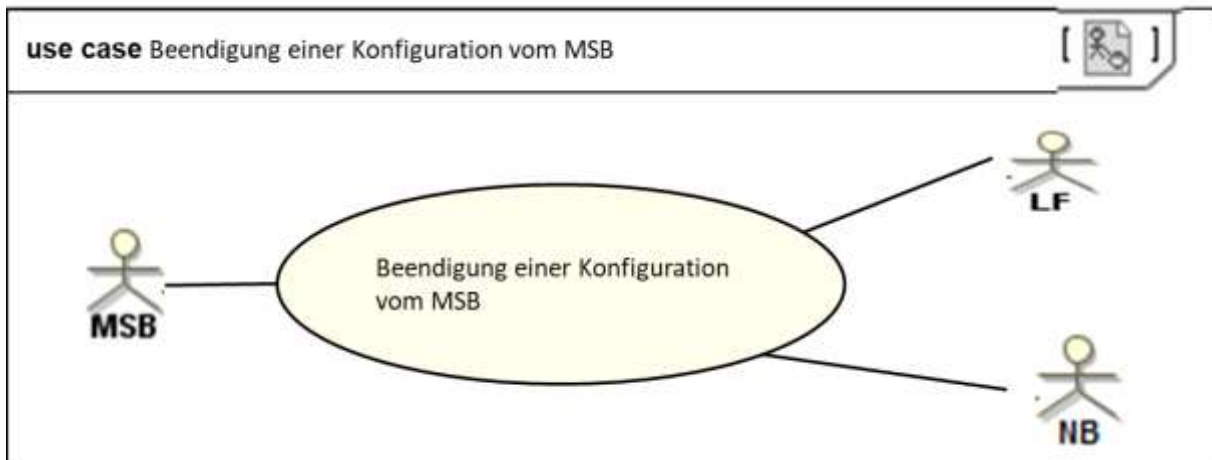 use case Beendigung einer Konfiguration vom MSB
[ ]
LF
Beendigung einer Konfiguration
vom MSB
MSB
NB